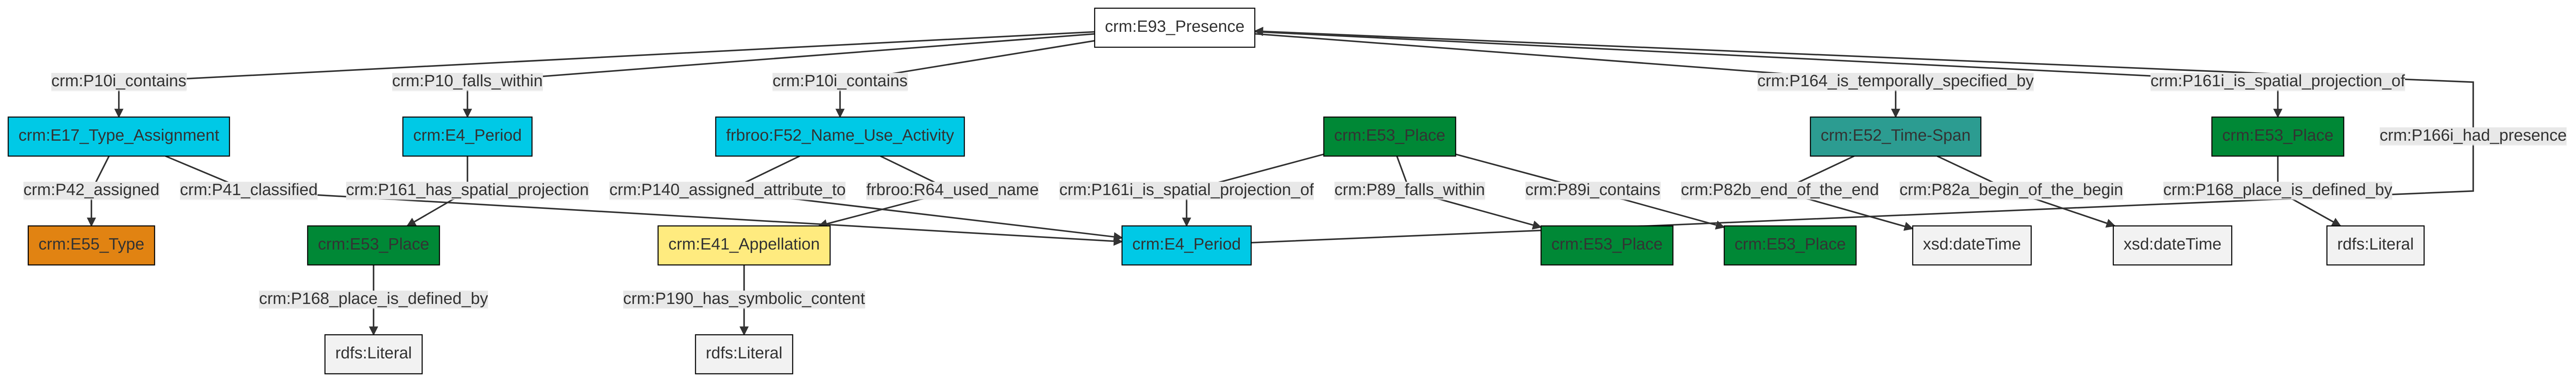 crm:E93_Presence
crm:P10i_contains
crm:P10_falls_within
crm:P10i_contains
crm:P164_is_temporally_specified_by
crm:P161i_is_spatial_projection_of
crm:E17_Type_Assignment
crm:E4_Period
frbroo:F52_Name_Use_Activity
crm:E53_Place
crm:E52_Time-Span
crm:E53_Place
crm:P166i_had_presence
crm:P42_assigned
crm:P41_classified
crm:P161_has_spatial_projection
crm:P140_assigned_attribute_to
frbroo:R64_used_name
crm:P161i_is_spatial_projection_of
crm:P89_falls_within
crm:P89i_contains
crm:P82b_end_of_the_end
crm:P82a_begin_of_the_begin
crm:P168_place_is_defined_by
crm:E55_Type
crm:E53_Place
crm:E41_Appellation
crm:E4_Period
crm:E53_Place
crm:E53_Place
xsd:dateTime
xsd:dateTime
rdfs:Literal
crm:P168_place_is_defined_by
crm:P190_has_symbolic_content
rdfs:Literal
rdfs:Literal